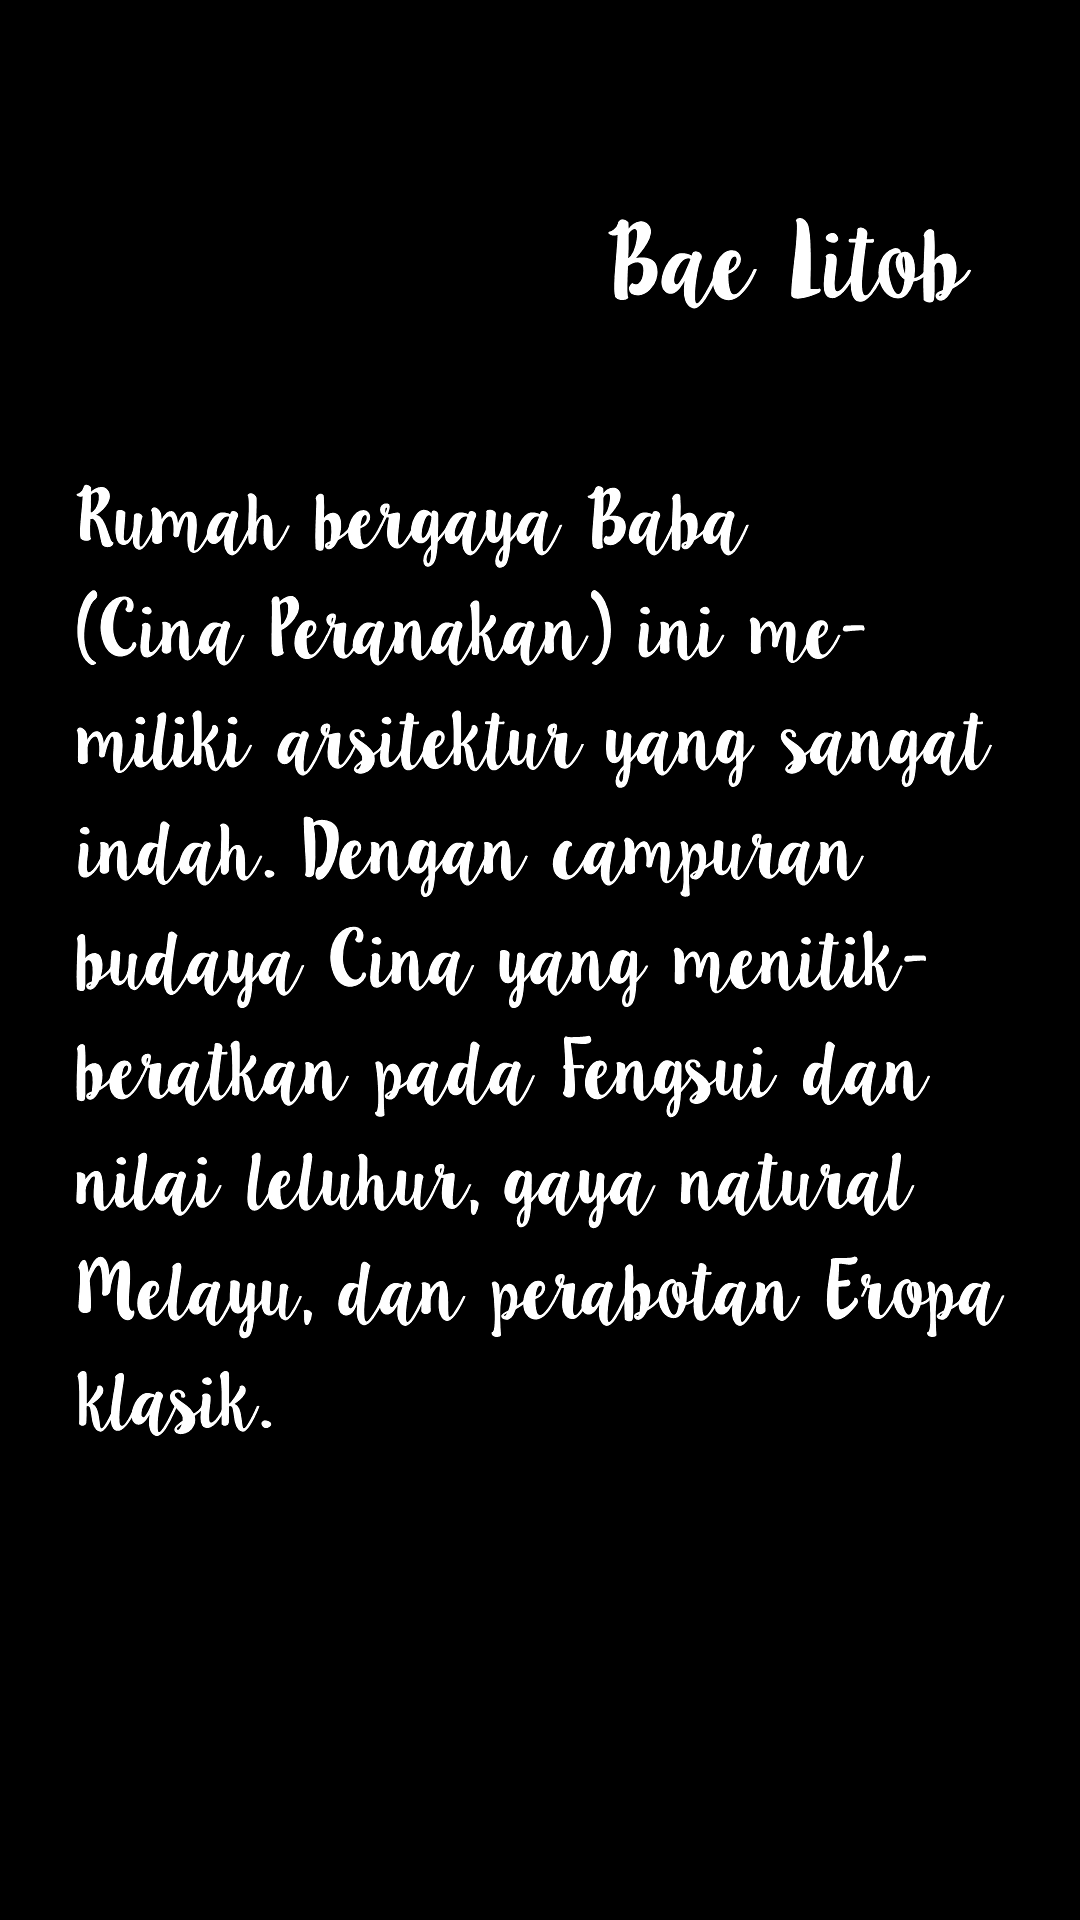 Bae Litob
Rumah bergaya Baba
(Cina Peranakan) ini me-
miliki arsitektur yang sangat
indah. Dengan campuran
budaya Cina yang menitik-
beratkan pada Fengsui dan
nilai leluhur, gaya natural
Melayu, dan perabotan Eropa
klasik.